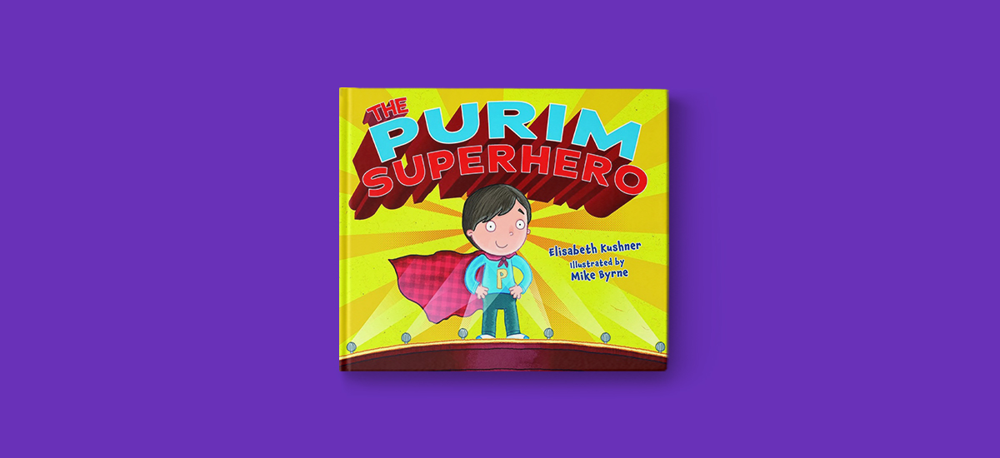 THE
PURIM
SUPERHERO
Elisabeth Kushner
Illustrated by
Mike Byrne
P